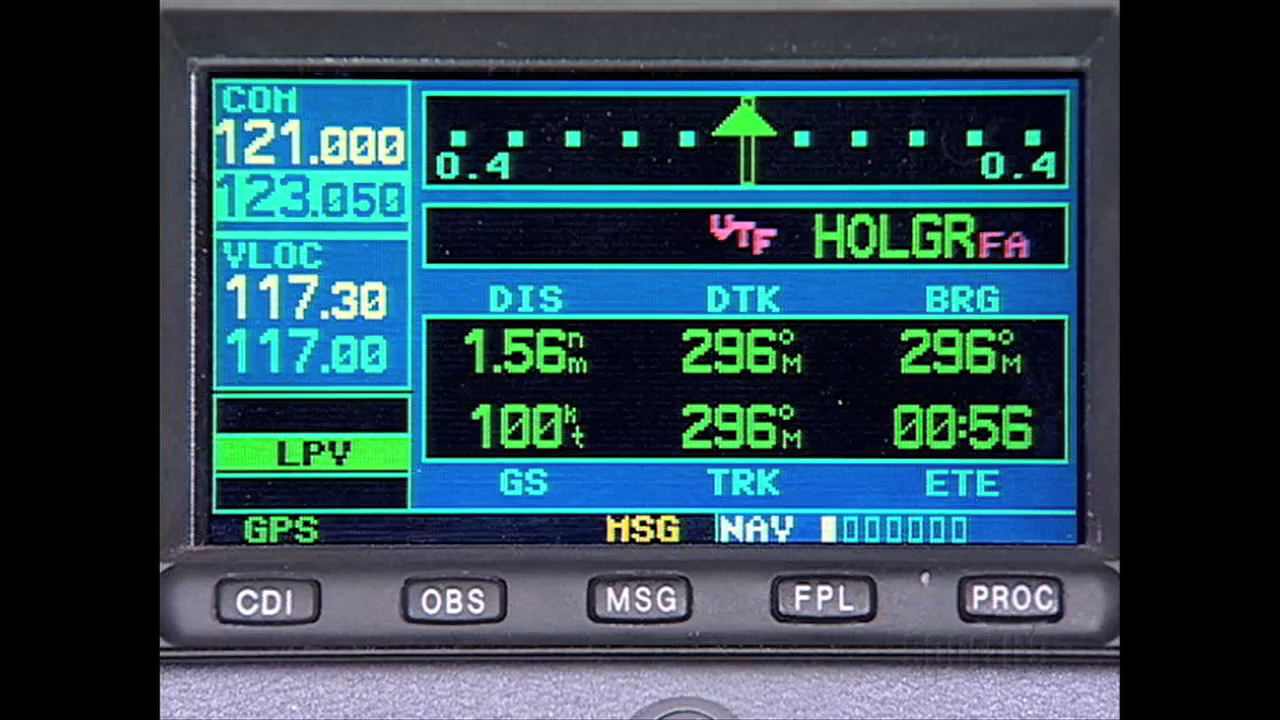 COM
121.000
123.050
VLOC
117.30
117.00
LPV
GPS
0.4 0.4
VTF HOLGR FA
DIS DTK BRG
1.56nm 296°M 296°M
100kt 296°M 00:56
GS TRK ETE
MSG NAV
CDI OBS MSG FPL PROC
sporty's